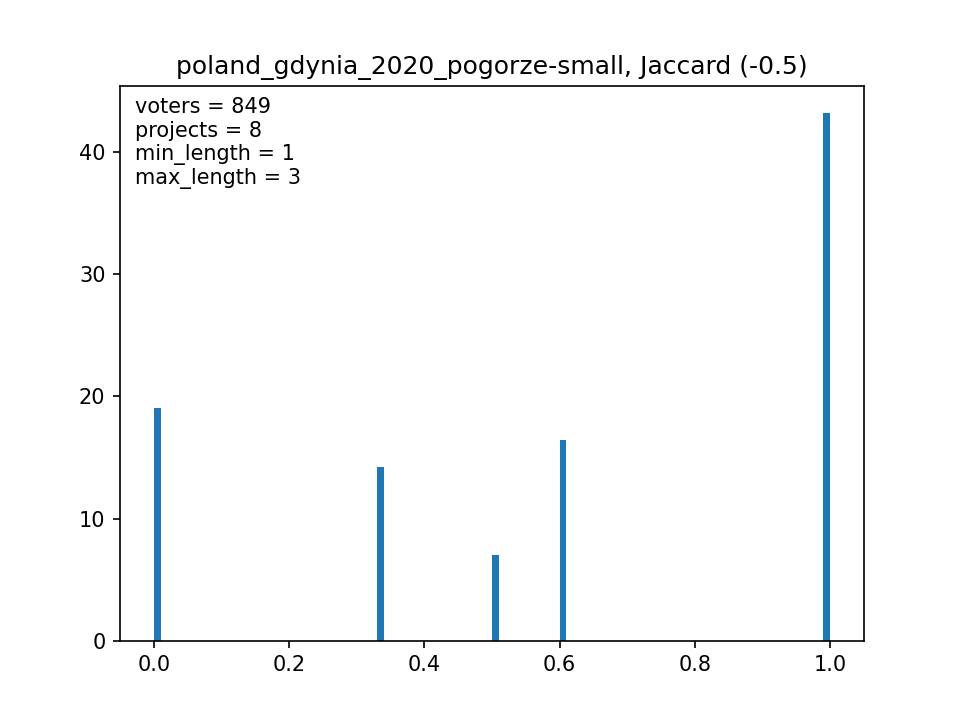 poland_gdynia_2020_pogorze-small, Jaccard (-0.5)
voters = 849
projects = 8
min_length = 1
max_length = 3
40
30
20
10
0
0.0 0.2 0.4 0.6 0.8 1.0